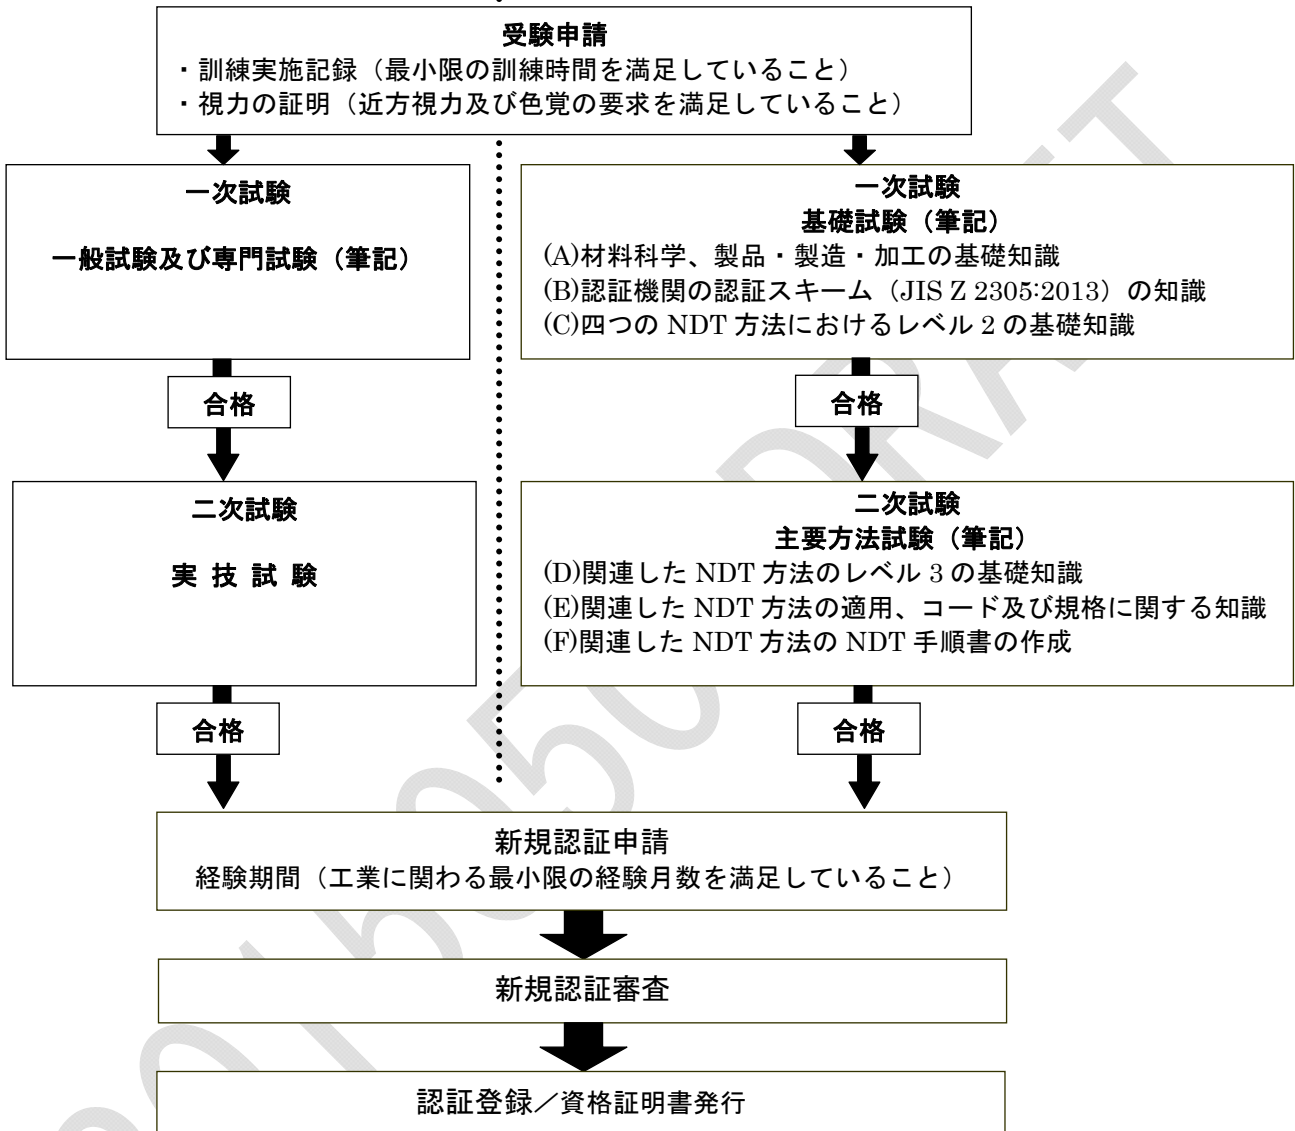 受験申請
・訓練実施記録（最小限の訓練時間を満足していること）
・視力の証明（近方視力及び色覚の要求を満足していること）
一次試験
一般試験及び専門試験（筆記）
合格
二次試験
実 技 試 験
合格
一次試験
基礎試験（筆記）
(A)材料科学、製品・製造・加工の基礎知識
(B)認証機関の認証スキーム（JIS Z 2305:2013）の知識
(C)四つの NDT 方法におけるレベル 2 の基礎知識
合格
二次試験
主要方法試験（筆記）
(D)関連した NDT 方法のレベル 3 の基礎知識
(E)関連した NDT 方法の適用、コード及び規格に関する知識
(F)関連した NDT 方法の NDT 手順書の作成
合格
新規認証申請
経験期間（工業に関わる最小限の経験月数を満足していること）
新規認証審査
認証登録／資格証明書発行